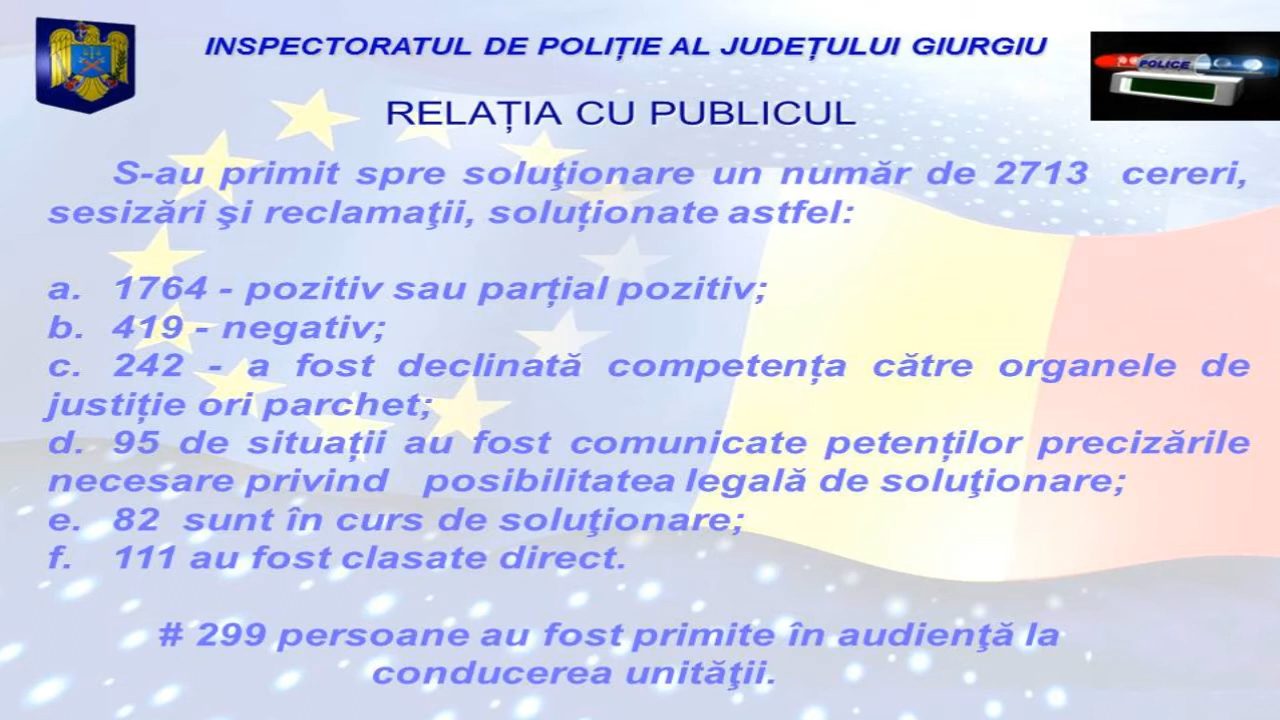 INSPECTORATUL DE POLIȚIE AL JUDEȚULUI GIURGIU
POLICE
RELAȚIA CU PUBLICUL
S-au primit spre soluţionare un număr de 2713 cereri,
sesizări şi reclamaţii, soluționate astfel:
a. 1764 - pozitiv sau parțial pozitiv;
b. 419 - negativ;
c. 242 - a fost declinată competența către organele de
justiție ori parchet;
d. 95 de situații au fost comunicate petenților precizările
necesare privind posibilitatea legală de soluţionare;
e. 82 sunt în curs de soluţionare;
f. 111 au fost clasate direct.
# 299 persoane au fost primite în audienţă la
conducerea unităţii.